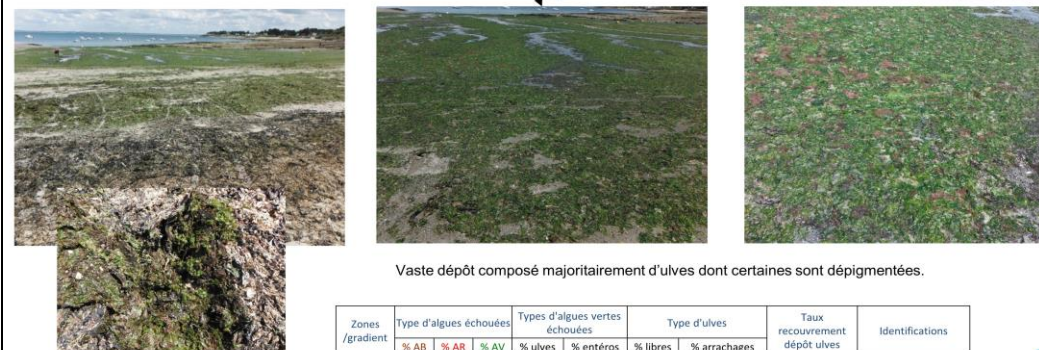 Vaste dépôt composé majoritairement d'ulves dont certaines sont dépigmentées.
Zones /gradient
Type d'algues échouées
Types d'algues vertes échouées
Type d'ulves
Taux recouvrement dépôt ulves
Identifications
% AB % AR % AV % ulves % entéros % libres % arrachages